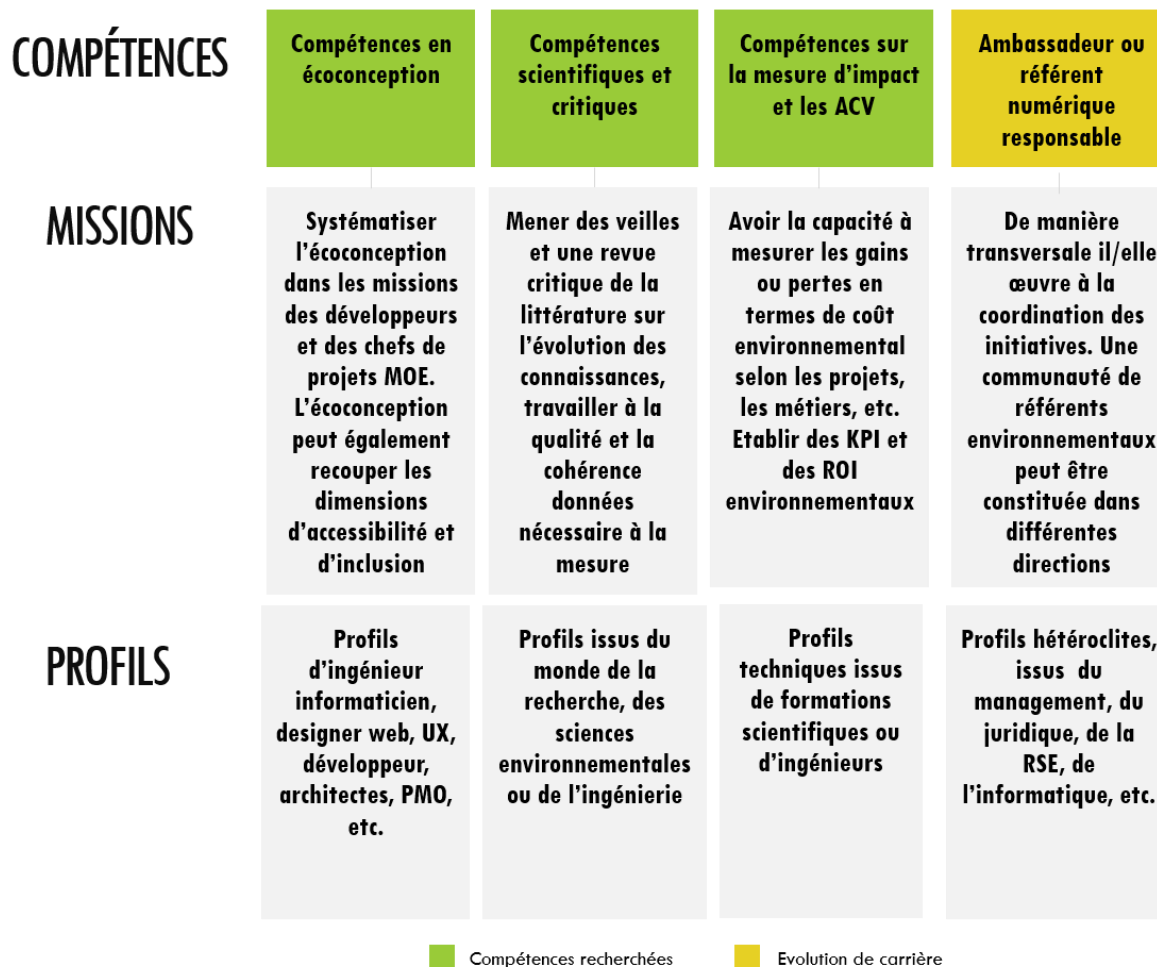 COMPÉTENCES
Compétences en
écoconception
Compétences
scientifiques et
critiques
Compétences sur
la mesure d'impact
et les ACV
Ambassadeur ou
référent
numérique
responsable
MISSIONS
Systématiser
l'écoconception
dans les missions
des développeurs
et des chefs de
projets MOE.
L'écoconception
peut également
recouper les
dimensions
d'accessibilité et
d'inclusion
Mener des veilles
et une revue
critique de la
littérature sur
l'évolution des
connaissances,
travailler à la
qualité et la
cohérence
données
nécessaire à la
mesure
Avoir la capacité à
mesurer les gains
ou pertes en
termes de coût
environnemental
selon les projets,
les métiers, etc.
Etablir des KPI et
des ROI
environnementaux
De manière
transversale il/elle
œuvre à la
coordination des
initiatives. Une
communauté de
référents
environnementaux
peut être
constituée dans
différentes
directions
PROFILS
Profils
d'ingénieur
informaticien,
designer web, UX,
développeur,
architectes, PMO,
etc.
Profils issus du
monde de la
recherche, des
sciences
environnementales
ou de l'ingénierie
Profils
techniques issus
de formations
scientifiques ou
d'ingénieurs
Profils hétéroclites,
issus du
management, du
juridique, de la
RSE, de
l'informatique, etc.
Compétences recherchées
Evolution de carrière